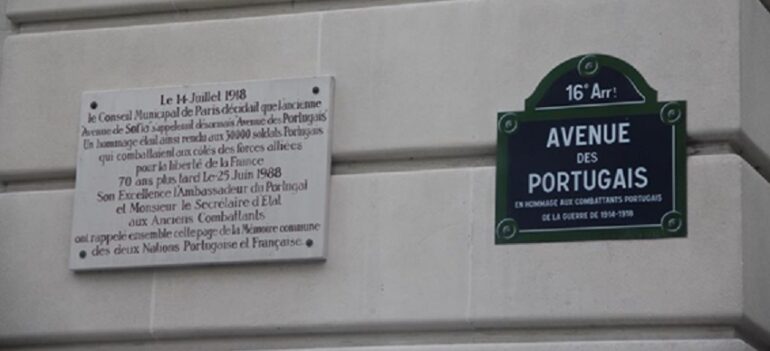 Le 14 Juillet 1918
le Conseil Municipal de Paris décidait que l'ancienne
"Avenue de Sofia" s'appelerait désormais "Avenue des Portugais"
Un hommage était ainsi rendu aux 30000 soldats Portugais
qui combattaient aux cotés des forces alliées
pour la liberté de la France
70 ans plus tard Le 25 Juin 1988
Son Excellence l'Ambassadeur du Portugal
et Monsieur le Secretaire d'Etat
aux Anciens Combattants
ont rappelé ensemble cette page de la Mémoire commune
des deux Nations Portugaise et Française.
16e Arrt
AVENUE
DES
PORTUGAIS
EN HOMMAGE AUX COMBATTANTS PORTUGAIS
DE LA GUERRE DE 1914-1918